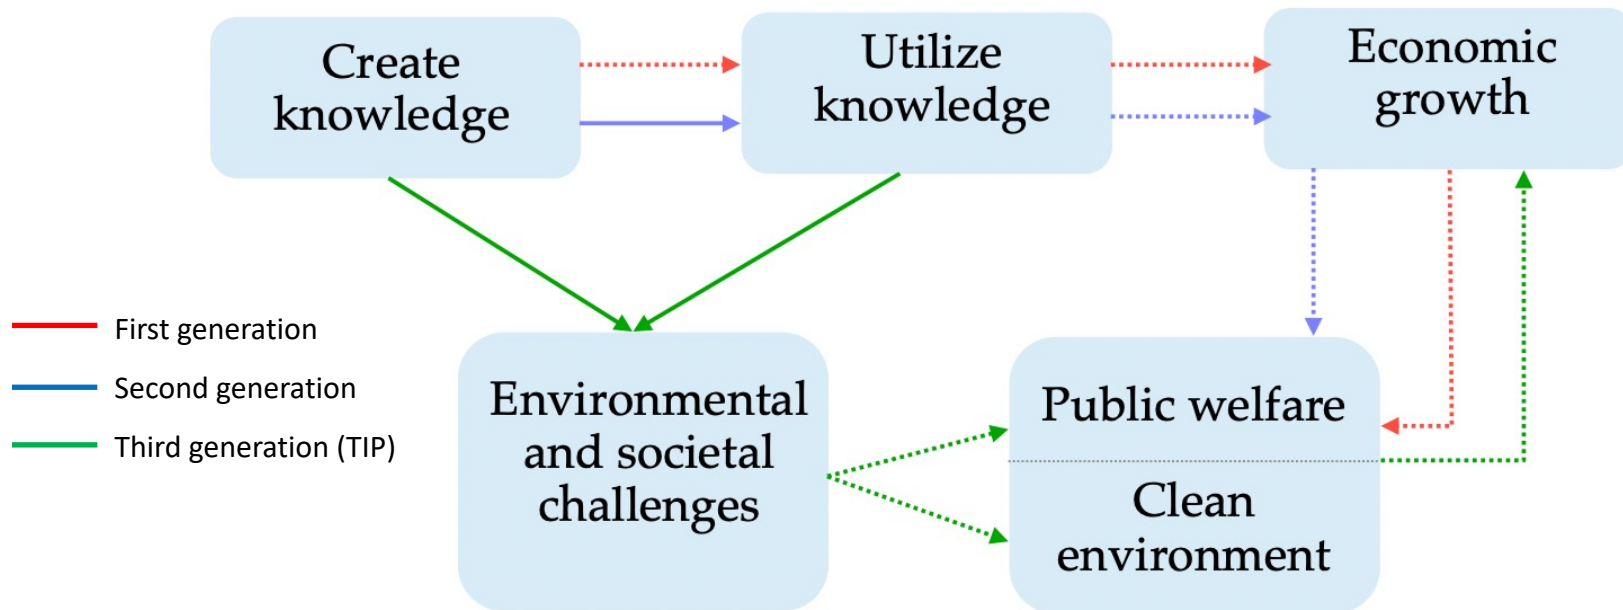 Create
knowledge
Utilize
knowledge
Economic
growth
First generation
Second generation
Third generation (TIP)
Environmental
and societal
challenges
Public welfare
Clean
environment